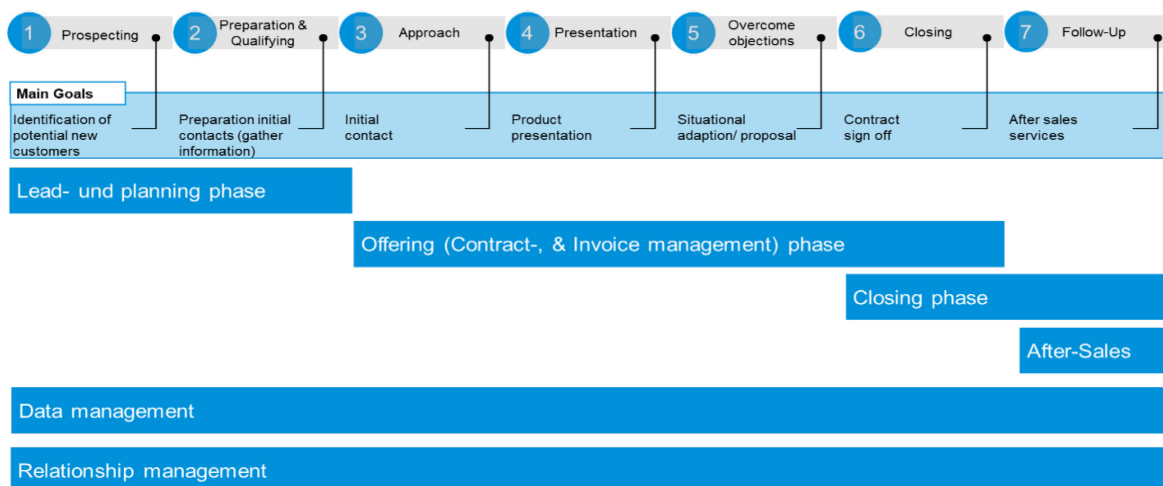 1 Prospecting
2 Preparation &
Qualifying
3 Approach
4 Presentation
5 Overcome
objections
6 Closing
7 Follow-Up
Main Goals
Identification of
potential new
customers
Preparation initial
contacts (gather
information)
Initial
contact
Product
presentation
Situational
adaption/ proposal
Contract
sign off
After sales
services
Lead- und planning phase
Offering (Contract-, & Invoice management) phase
Closing phase
After-Sales
Data management
Relationship management